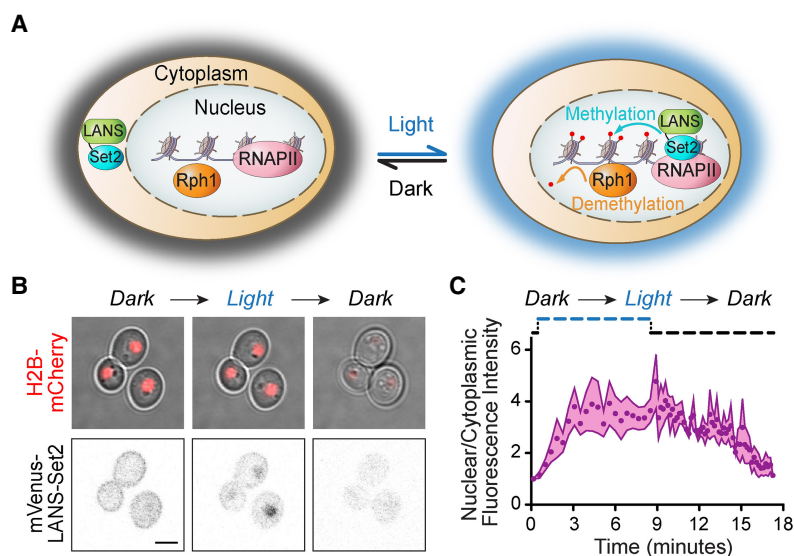 A
Cytoplasm
Nucleus
LANS
Set2
RNAPII
Rph1
Light
Dark
Methylation
LANS
Set2
RNAPII
Rph1
Demethylation
B
Dark Light Dark
H2B-
mCherry
mVenus-
LANS-Set2
C
Dark Light Dark
Nuclear/Cytoplasmic
Fluorescence Intensity
6
4
2
0
0 3 6 9 12 15 18
Time (minutes)